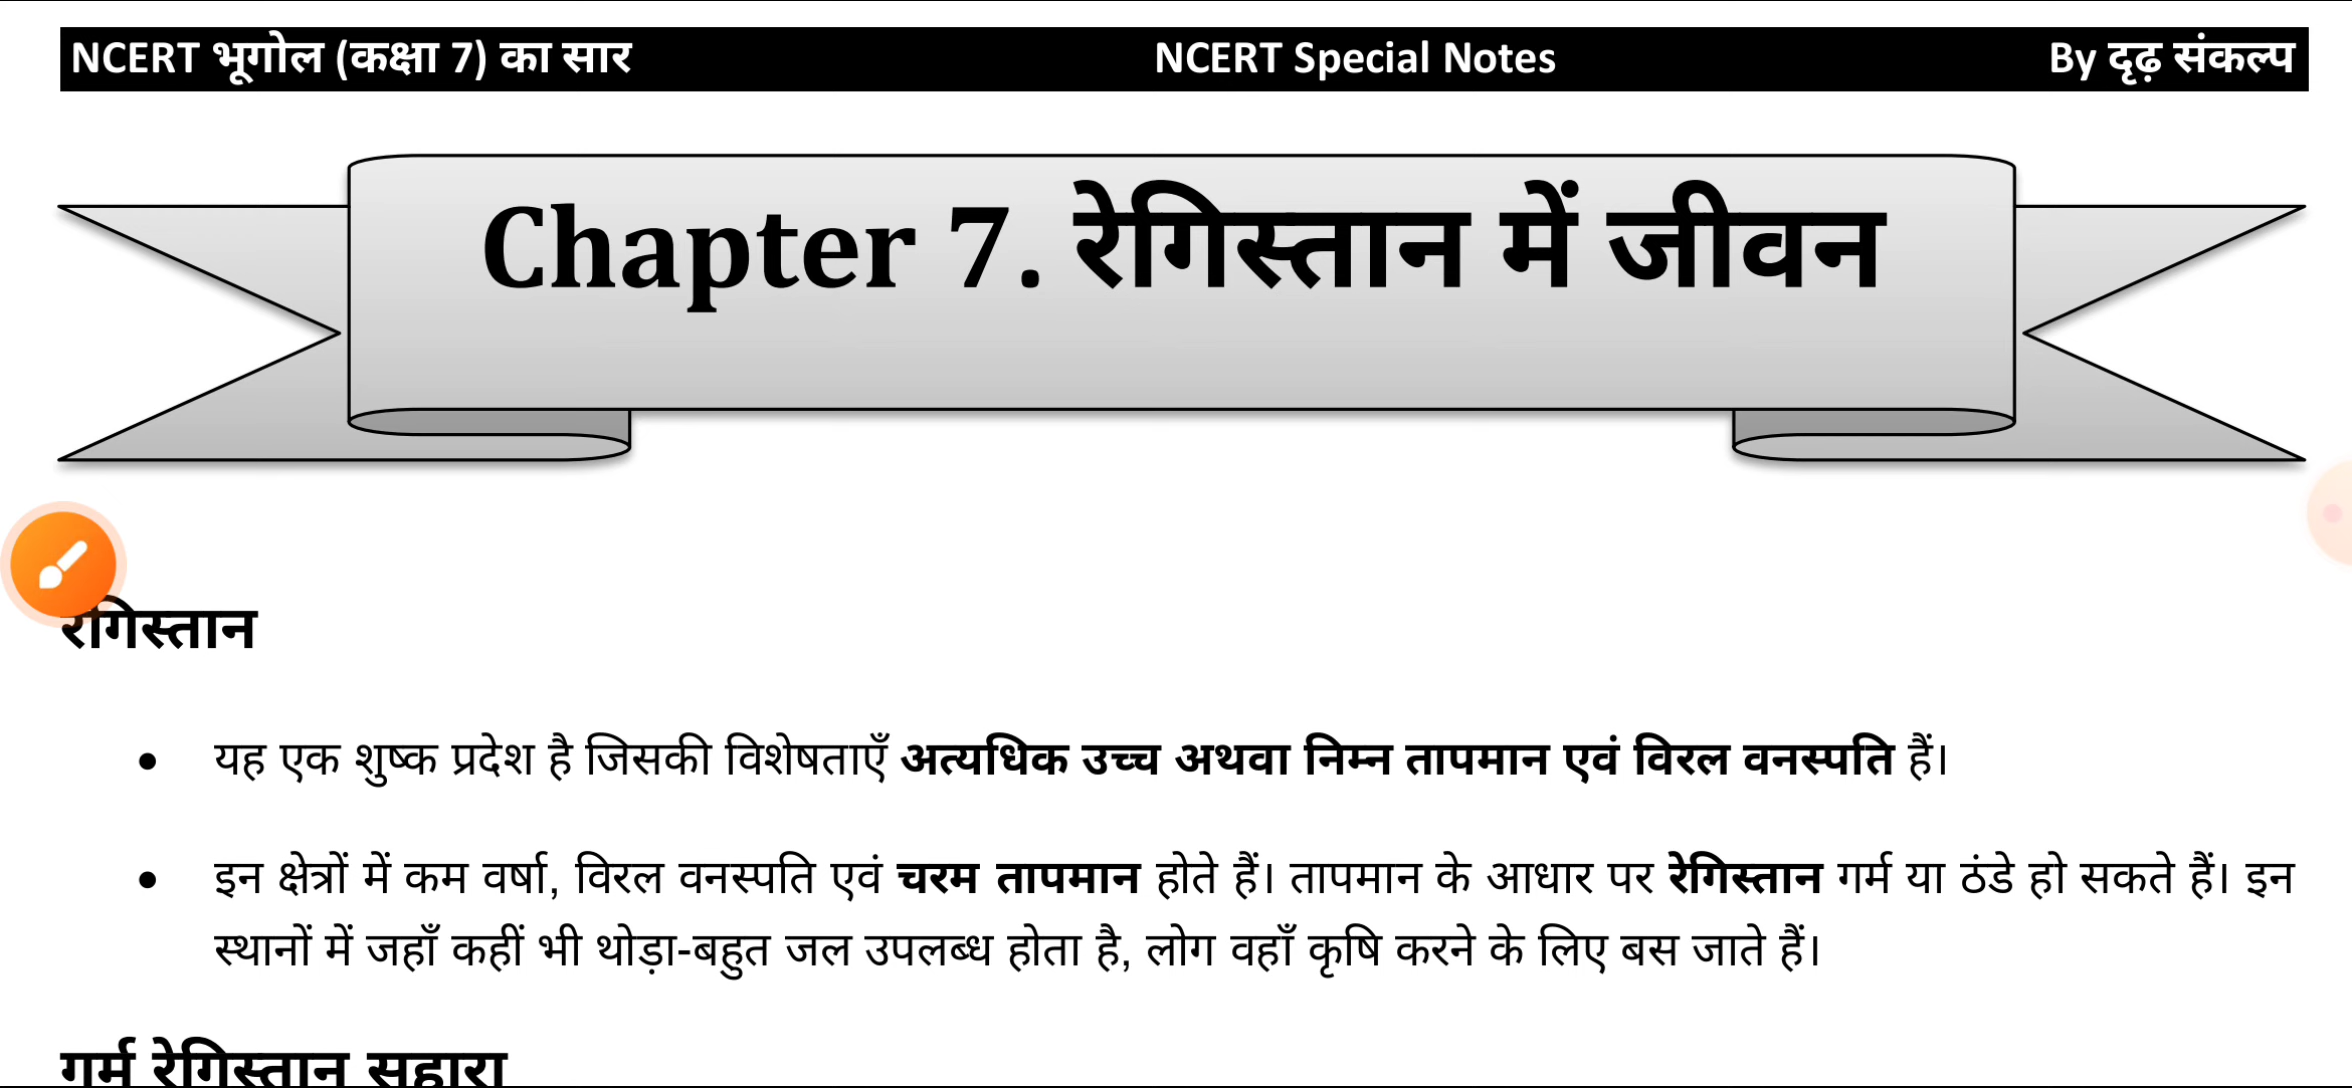 NCERT भूगोल (कक्षा 7) का सार NCERT Special Notes By दृढ़ संकल्प
Chapter 7. रेगिस्तान में जीवन
रेगिस्तान
• यह एक शुष्क प्रदेश है जिसकी विशेषताएँ अत्यधिक उच्च अथवा निम्न तापमान एवं विरल वनस्पति हैं।
• इन क्षेत्रों में कम वर्षा, विरल वनस्पति एवं चरम तापमान होते हैं। तापमान के आधार पर रेगिस्तान गर्म या ठंडे हो सकते हैं। इन
स्थानों में जहाँ कहीं भी थोड़ा-बहुत जल उपलब्ध होता है, लोग वहाँ कृषि करने के लिए बस जाते हैं।
गर्म रेगिस्तान सहारा